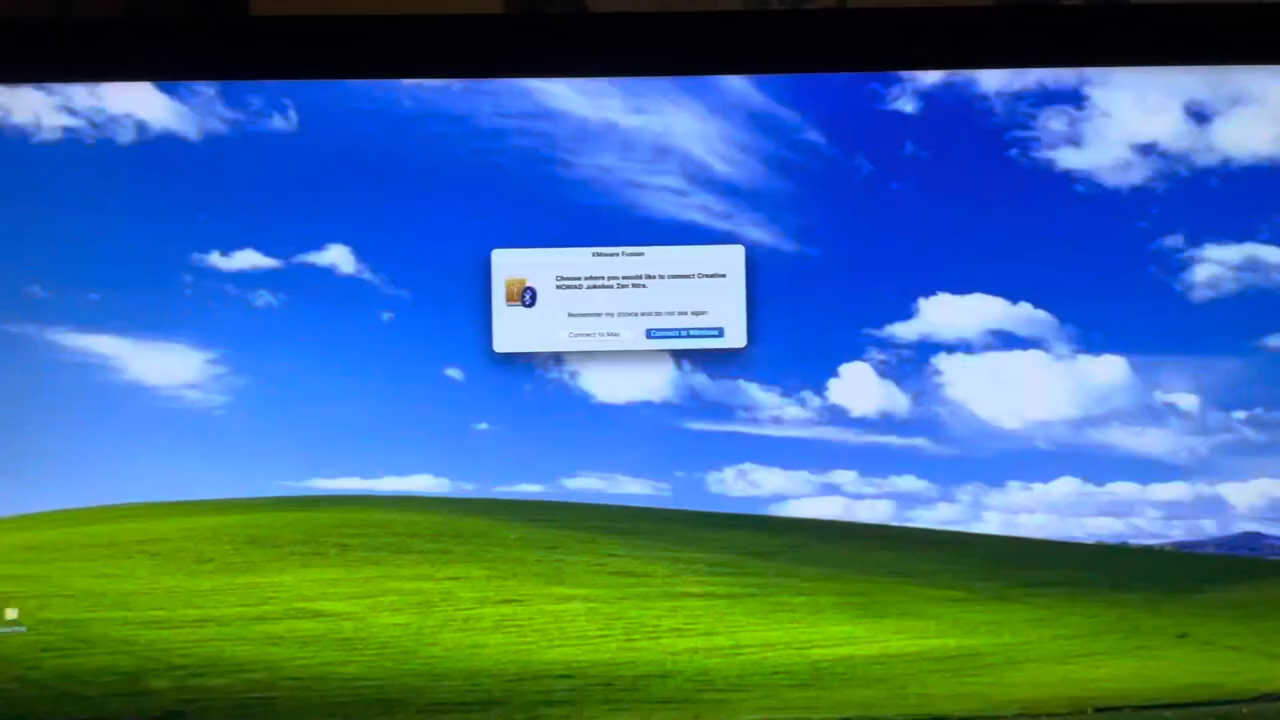 VMware Fusion
Choose where you would like to connect Creative
NOMAD Jukebox Zen Xtra.
Remember my choice and do not ask again
Connect to Mac
Connect to Windows